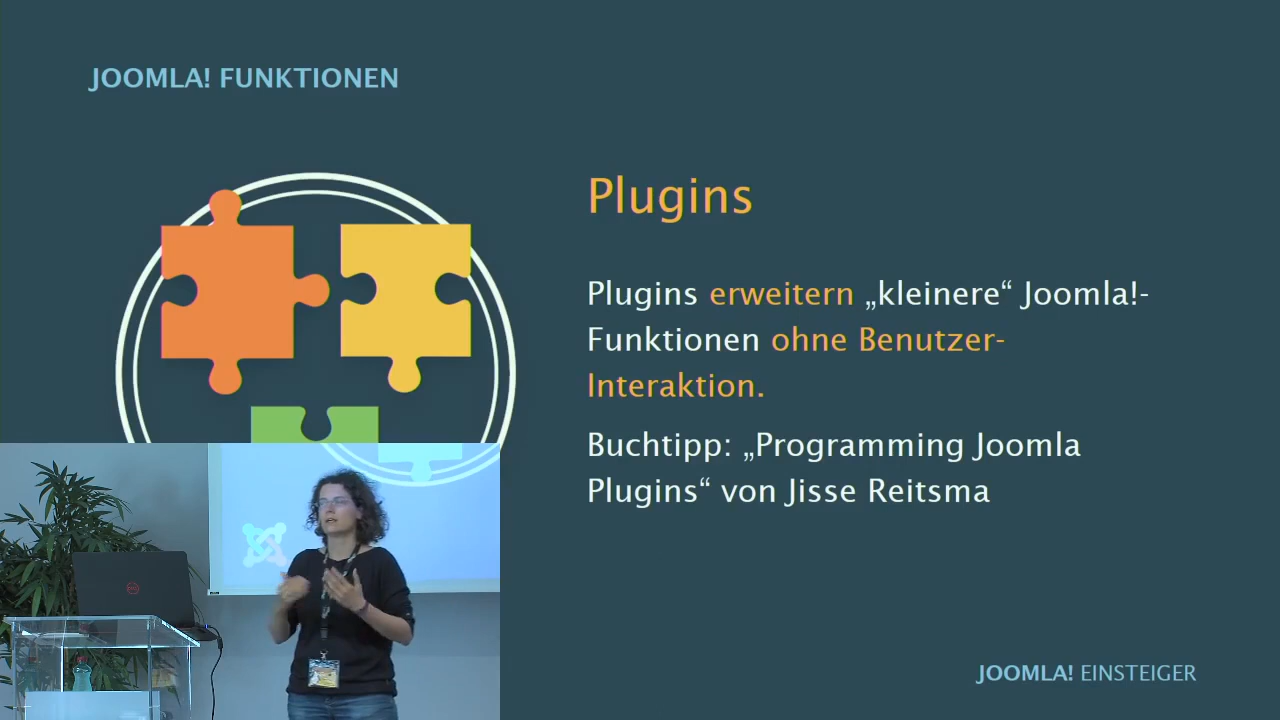 JOOMLA! FUNKTIONEN
Plugins
Plugins erweitern „kleinere“ Joomla!-
Funktionen ohne Benutzer-
Interaktion.
Buchtipp: „Programming Joomla
Plugins“ von Jisse Reitsma
JOOMLA! EINSTEIGER